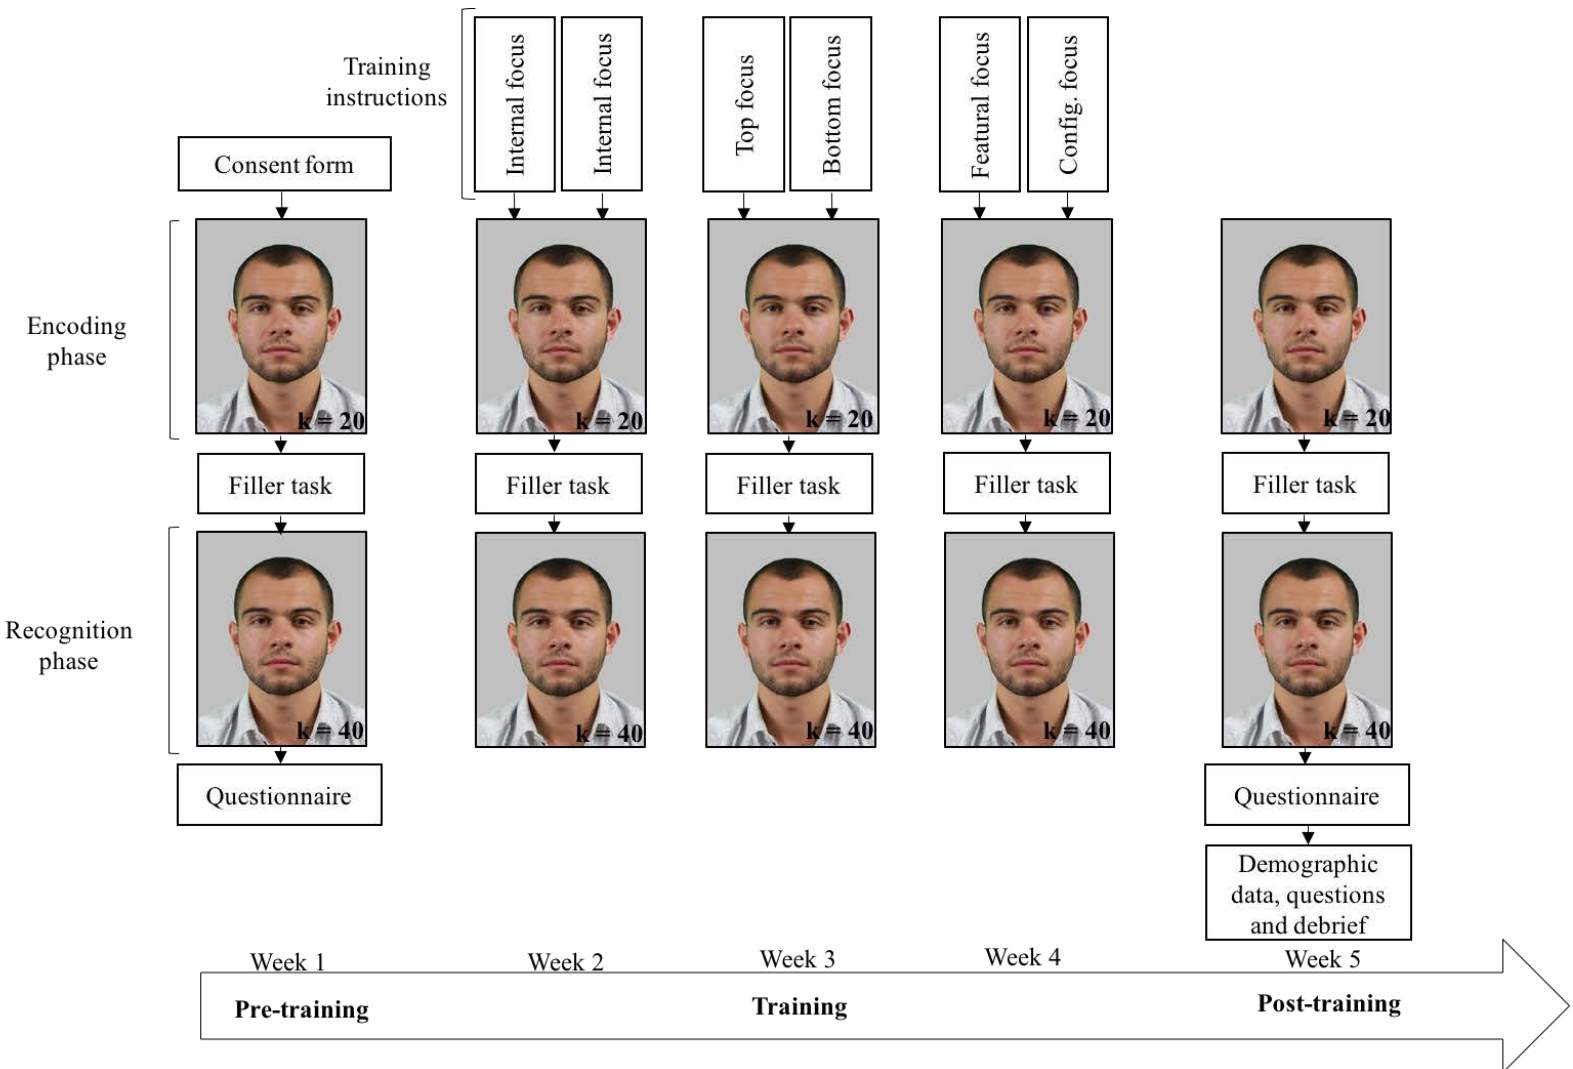 Training
instructions
Internal focus
Internal focus
Top focus
Bottom focus
Featural focus
Config. focus
Consent form
Encoding
phase
k = 20
k = 20
k = 20
k = 20
k = 20
Filler task
Filler task
Filler task
Filler task
Filler task
Recognition
phase
k = 40
k = 40
k = 40
k = 40
k = 40
Questionnaire
Questionnaire
Demographic
data, questions
and debrief
Week 1
Week 2
Week 3
Week 4
Week 5
Pre-training
Training
Post-training